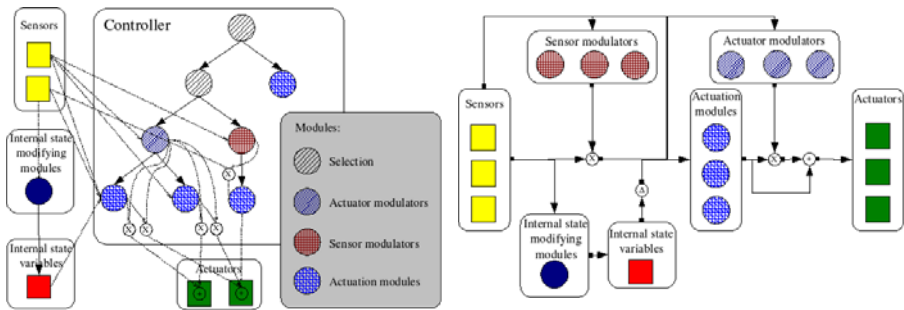 Sensors
Controller
Internal state
modifying
modules
Internal state
variables
Actuators
Modules:
Selection
Actuator modulators
Sensor modulators
Actuation modules
X
X
X
X
X
+
+
Sensor modulators
Actuator modulators
Sensors
Actuation
modules
Actuators
X
X
+
Δ
Internal state
modifying
modules
Internal state
variables